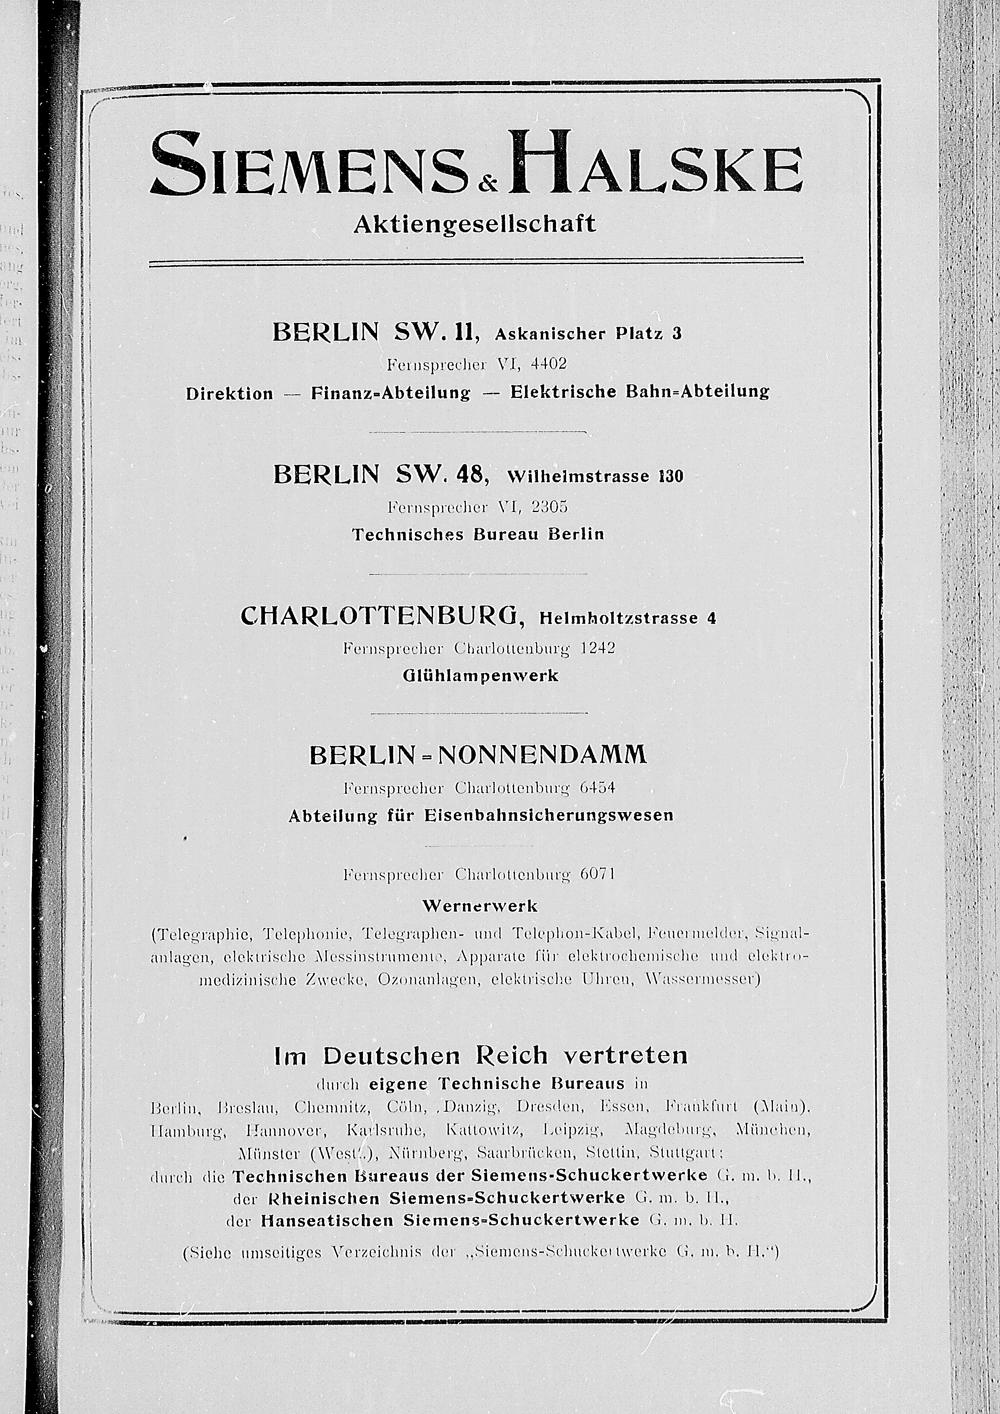 SIEMENS & HALSKE
Aktiengesellschaft
BERLIN SW. 11, Askanischer Platz 3
Fernsprecher VI, 4402
Direktion — Finanz=Abteilung — Elektrische Bahn=Abteilung
BERLIN SW. 48, Wilhelmstrasse 130
Fernsprecher VI, 2305
Technisches Bureau Berlin
CHARLOTTENBURG, Helmholtzstrasse 4
Fernsprecher Charlottenburg 1242
Glühlampenwerk
BERLIN=NONNENDAMM
Fernsprecher Charlottenburg 6454
Abteilung für Eisenbahnsicherungswesen
Fernsprecher Charlottenburg 6071
Wernerwerk
(Telegraphie, Telephonie, Telegraphen- und Telephon-Kabel, Feuermelder, Signal-
anlagen, elektrische Messinstrumente, Apparate für elektrochemische und elektro-
medizinische Zwecke, Ozonanlagen, elektrische Uhren, Wassermesser)
Im Deutschen Reich vertreten
durch eigene Technische Bureaus in
Berlin, Breslau, Chemnitz, Cöln, Danzig, Dresden, Essen, Frankfurt (Main),
Hamburg, Hannover, Karlsruhe, Kattowitz, Leipzig, Magdeburg, München,
Münster (Westf.), Nürnberg, Saarbrücken, Stettin, Stuttgart;
durch die Technischen Bureaus der Siemens=Schuckertwerke G. m. b. H.,
der Rheinischen Siemens=Schuckertwerke G. m. b. H.,
der Hanseatischen Siemens=Schuckertwerke G. m. b. H.
(Siehe umseitiges Verzeichnis der „Siemens-Schuckertwerke G. m. b. H.“)